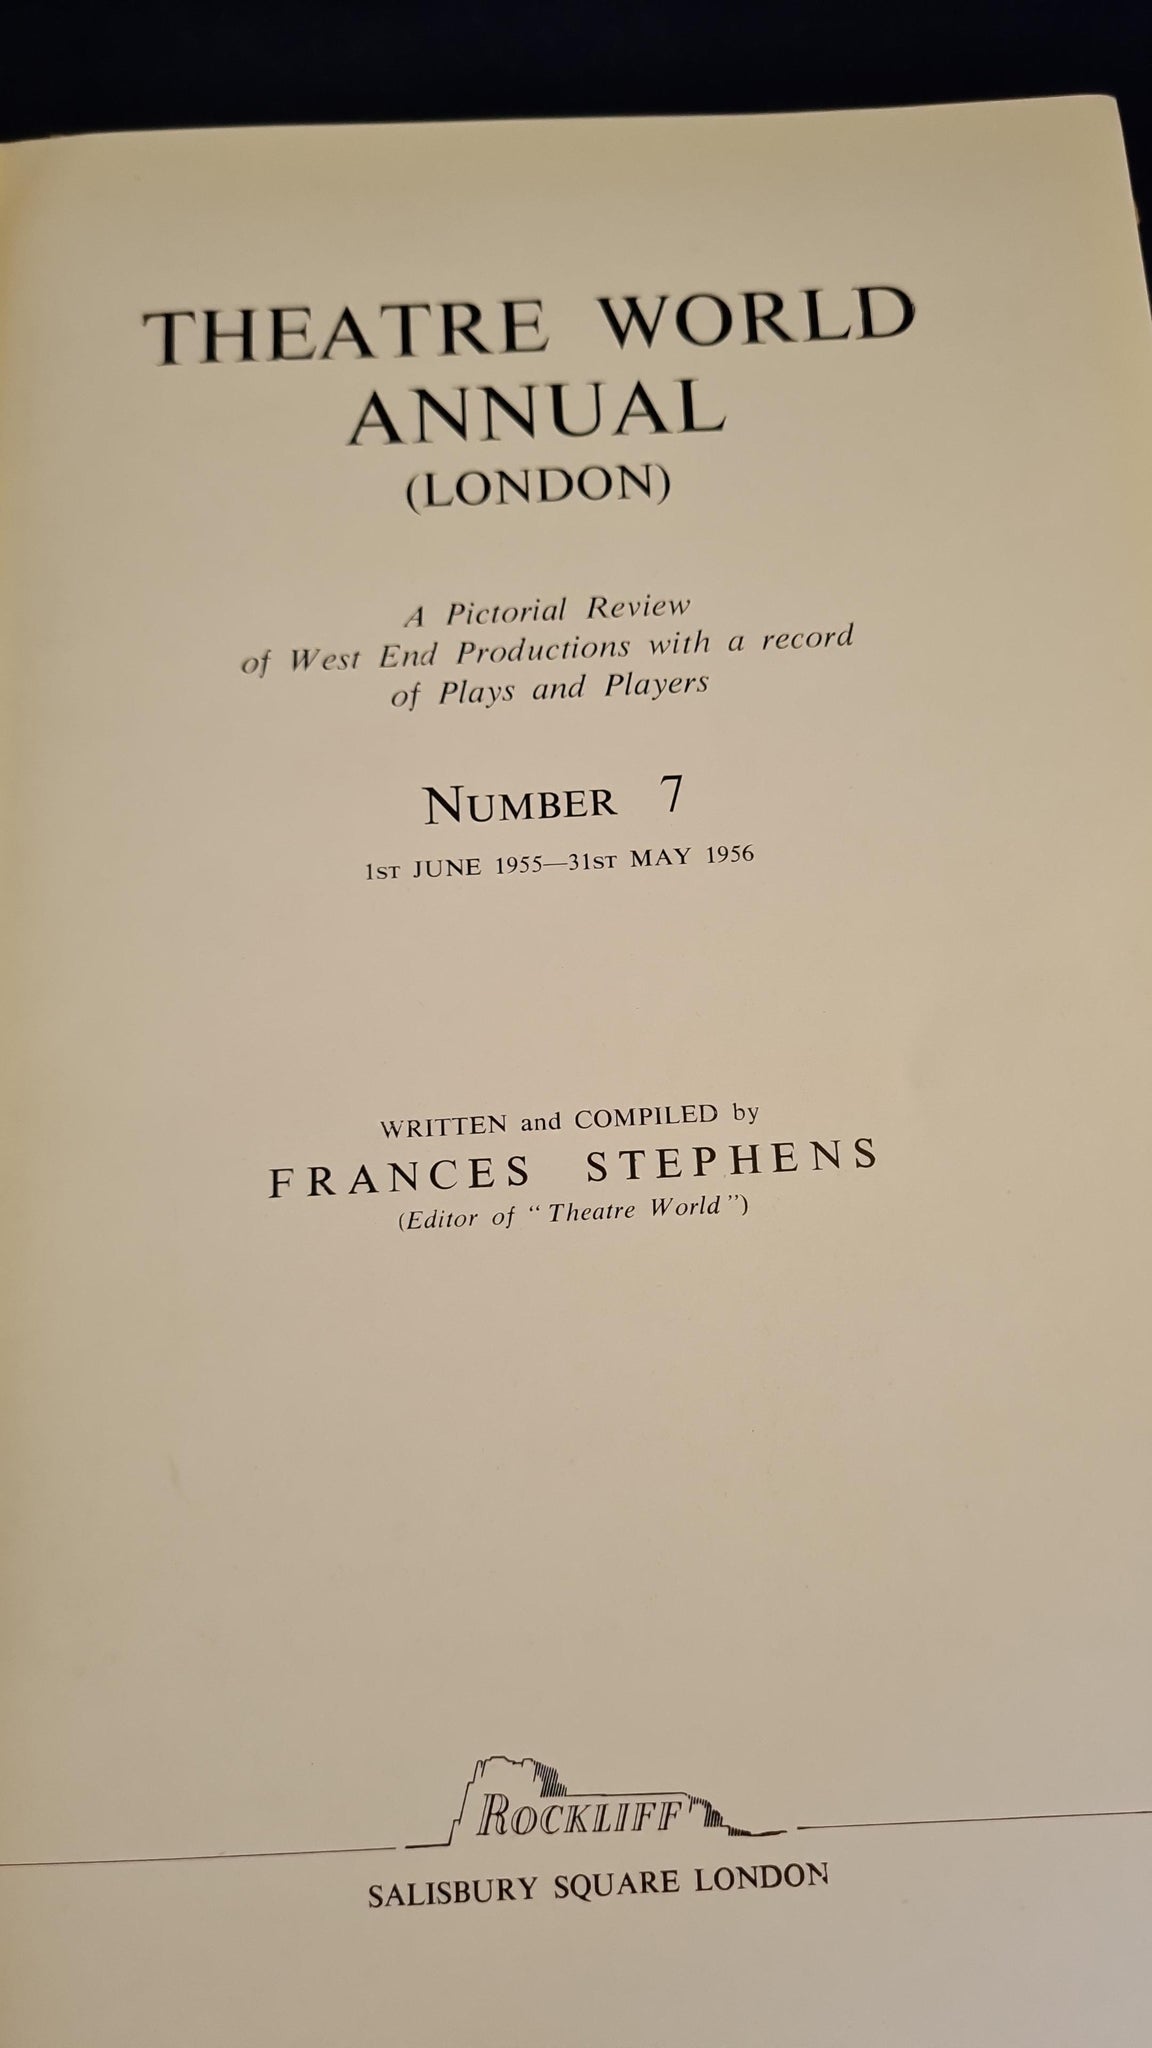 THEATRE WORLD
ANNUAL
(LONDON)
A Pictorial Review
of West End Productions with a record
of Plays and Players
NUMBER 7
1ST JUNE 1955—31ST MAY 1956
WRITTEN and COMPILED by
FRANCES STEPHENS
(Editor of “Theatre World”)
ROCKLIFF
SALISBURY SQUARE LONDON